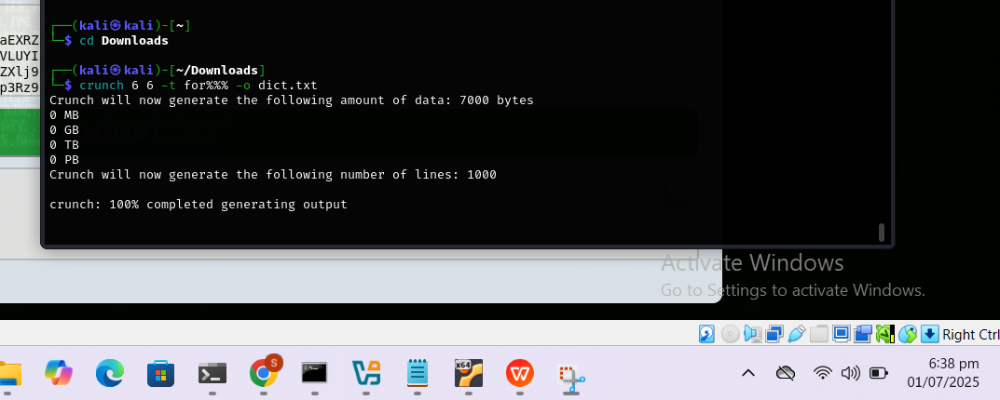 ┌──(kali㉿kali)-[~]
└─$ cd Downloads
aEXRZ
VLUYI
┌──(kali㉿kali)-[~/Downloads]
ZXlj9
└─$ crunch 6 6 -t for%%% -o dict.txt
p3Rz9
Crunch will now generate the following amount of data: 7000 bytes
0 MB
0 GB
0 TB
0 PB
Crunch will now generate the following number of lines: 1000
crunch: 100% completed generating output
Activate Windows
Go to Settings to activate Windows.
Right Ctrl
S
x64
6:38 pm
01/07/2025